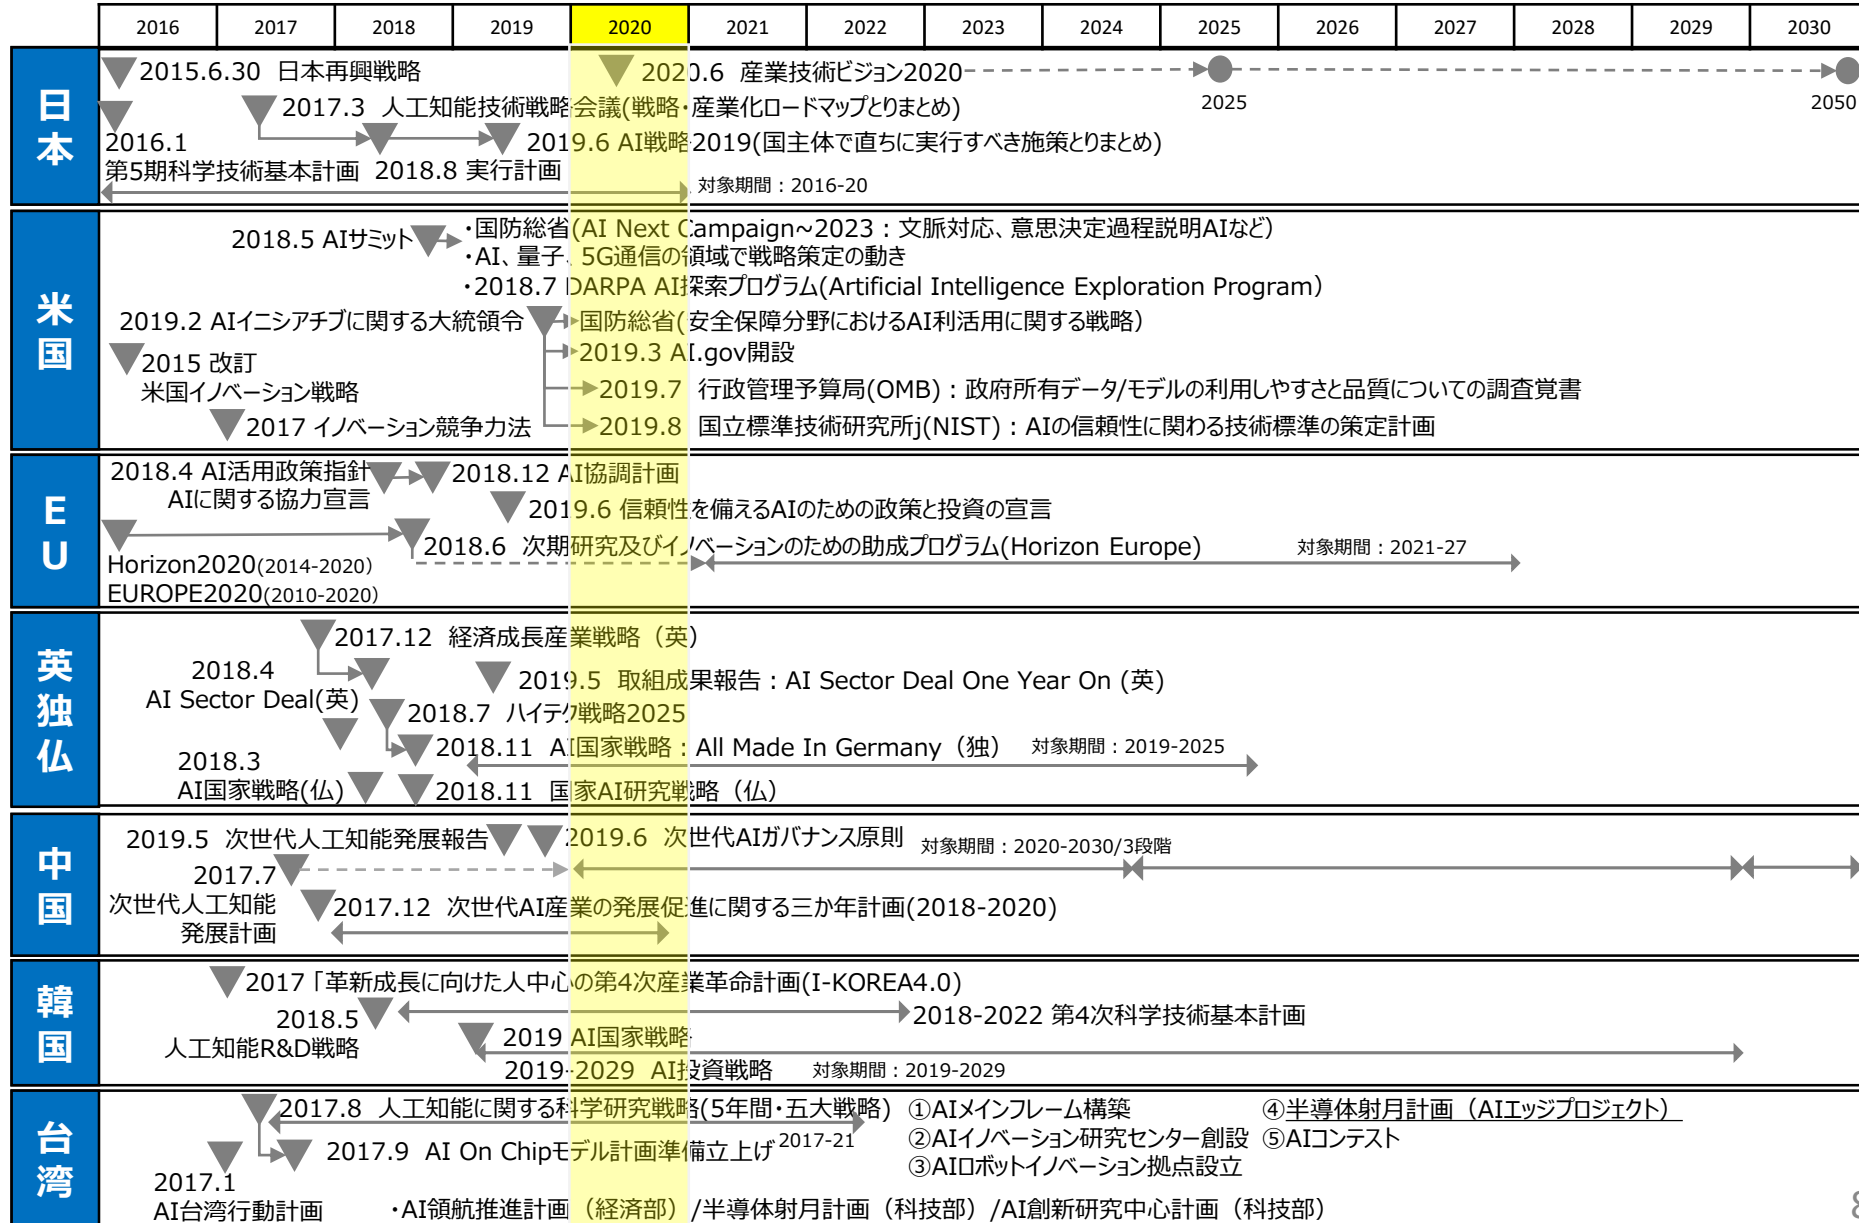 2016 2017 2018 2019 2020 2021 2022 2023 2024 2025 2026 2027 2028 2029 2030
日本
2015.6.30 日本再興戦略
2020.6 産業技術ビジョン2020
2025
2050
2017.3 人工知能技術戦略会議(戦略・産業化ロードマップとりまとめ)
2016.1
第5期科学技術基本計画
2018.8 実行計画
2019.6 AI戦略2019(国主体で直ちに実行すべき施策とりまとめ)
対象期間：2016-20
米国
2018.5 AIサミット
・国防総省(AI Next Campaign~2023：文脈対応、意思決定過程説明AIなど)
・AI、量子、5G通信の領域で戦略策定の動き
・2018.7 DARPA AI探索プログラム(Artificial Intelligence Exploration Program)
2019.2 AIイニシアチブに関する大統領令
国防総省(安全保障分野におけるAI利活用に関する戦略)
2019.3 AI.gov開設
2015 改訂
米国イノベーション戦略
2019.7 行政管理予算局(OMB)：政府所有データ/モデルの利用しやすさと品質についての調査覚書
2017 イノベーション競争力法
2019.8 国立標準技術研究所j(NIST)：AIの信頼性に関わる技術標準の策定計画
EU
2018.4 AI活用政策指針
AIに関する協力宣言
2018.12 AI協調計画
2019.6 信頼性を備えるAIのための政策と投資の宣言
2018.6 次期研究及びイノベーションのための助成プログラム(Horizon Europe)
対象期間：2021-27
Horizon2020(2014-2020)
EUROPE2020(2010-2020)
英独仏
2017.12 経済成長産業戦略（英）
2018.4
AI Sector Deal(英)
2019.5 取組成果報告：AI Sector Deal One Year On (英)
2018.7 ハイテク戦略2025
2018.11 AI国家戦略：All Made In Germany（独）
対象期間：2019-2025
2018.3
AI国家戦略(仏)
2018.11 国家AI研究戦略（仏）
中国
2019.5 次世代人工知能発展報告
2019.6 次世代AIガバナンス原則
対象期間：2020-2030/3段階
2017.7
次世代人工知能
発展計画
2017.12 次世代AI産業の発展促進に関する三か年計画(2018-2020)
韓国
2017「革新成長に向けた人中心の第4次産業革命計画(I-KOREA4.0)
2018.5
人工知能R&D戦略
2018-2022 第4次科学技術基本計画
2019 AI国家戦略
2019-2029 AI投資戦略
対象期間：2019-2029
台湾
2017.8 人工知能に関する科学研究戦略(5年間・五大戦略)
①AIメインフレーム構築
②AIイノベーション研究センター創設
③AIロボットイノベーション拠点設立
④半導体射月計画（AIエッジプロジェクト）
⑤AIコンテスト
2017.9 AI On Chipモデル計画準備立上げ
2017-21
2017.1
AI台湾行動計画
・AI領航推進計画（経済部）/半導体射月計画（科技部）/AI創新研究中心計画（科技部）
8